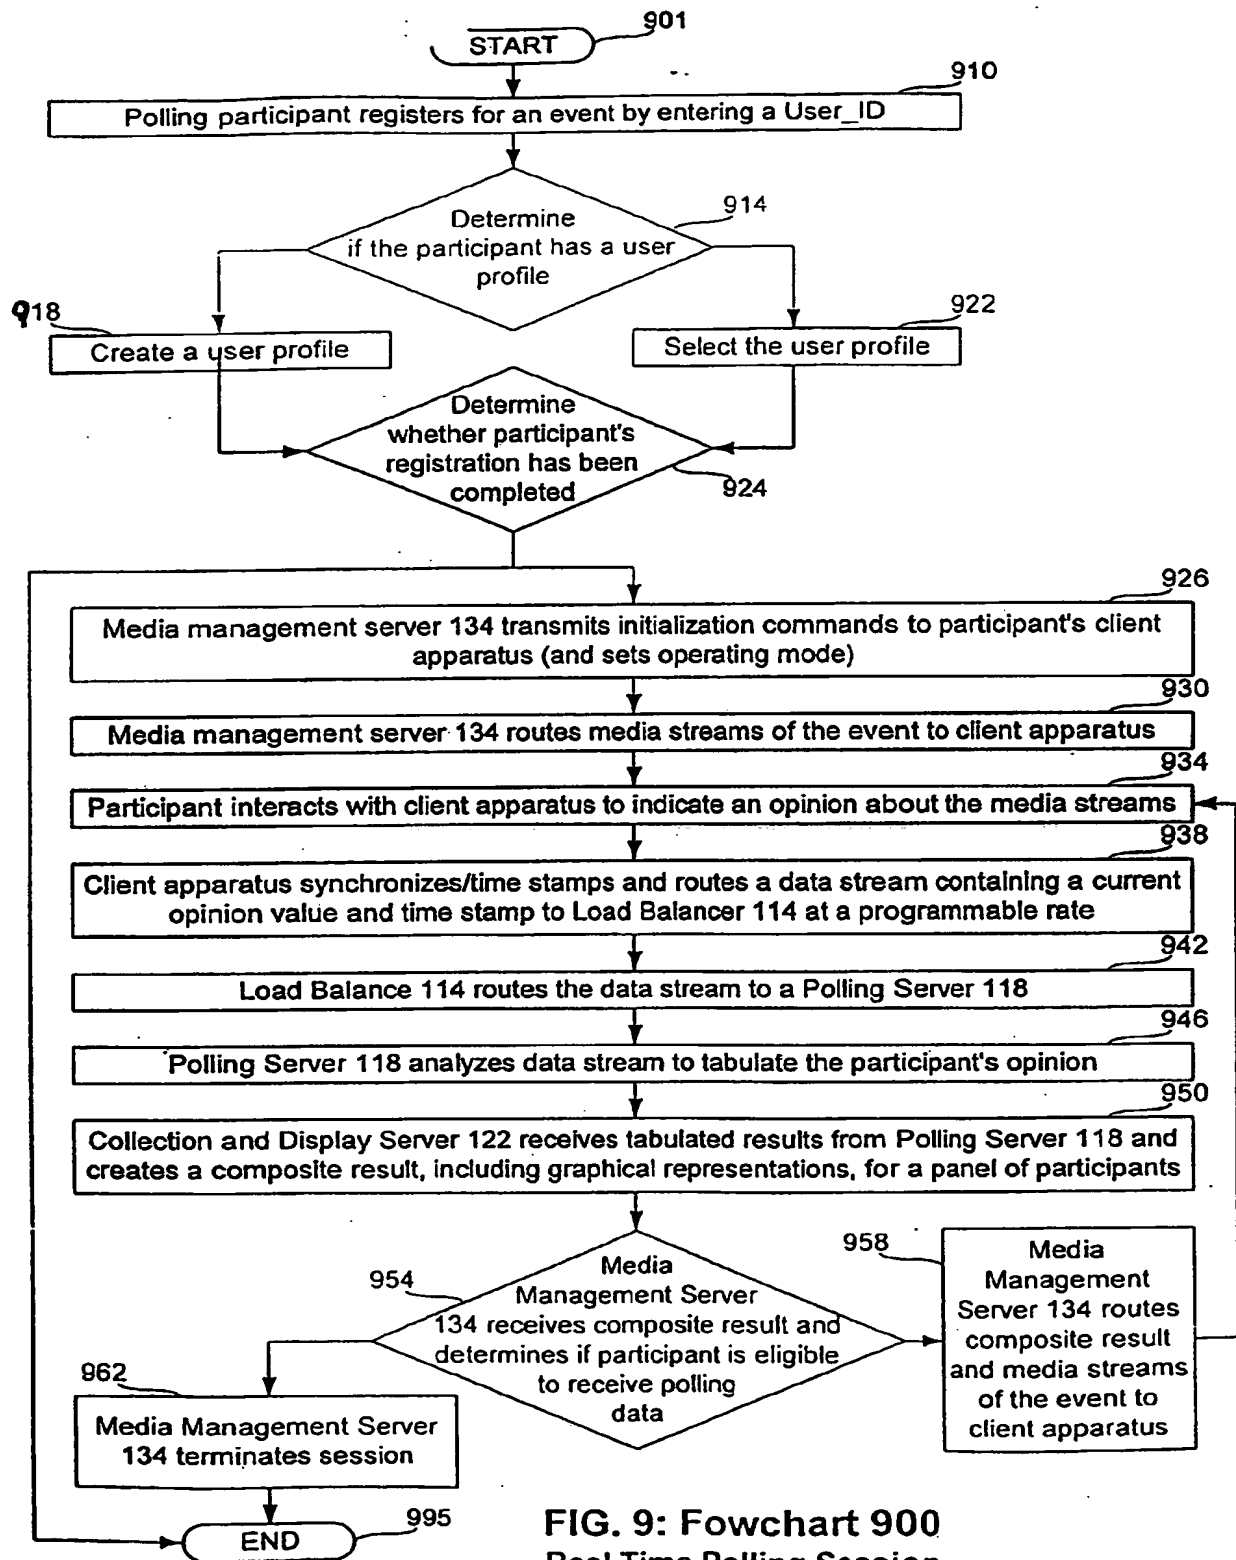 901
START
910
Polling participant registers for an event by entering a User_ID
914
Determine
if the participant has a user
profile
918
Create a user profile
922
Select the user profile
Determine
whether participant's
registration has been
completed
924
926
Media management server 134 transmits initialization commands to participant's client
apparatus (and sets operating mode)
930
Media management server 134 routes media streams of the event to client apparatus
934
Participant interacts with client apparatus to indicate an opinion about the media streams
938
Client apparatus synchronizes/time stamps and routes a data stream containing a current
opinion value and time stamp to Load Balancer 114 at a programmable rate
942
Load Balance 114 routes the data stream to a Polling Server 118
946
Polling Server 118 analyzes data stream to tabulate the participant's opinion
950
Collection and Display Server 122 receives tabulated results from Polling Server 118 and
creates a composite result, including graphical representations, for a panel of participants
954
Media
Management Server
134 receives composite result and
determines if participant is eligible
to receive polling
data
958
Media
Management
Server 134 routes
composite result
and media streams
of the event to
client apparatus
962
Media Management Server
134 terminates session
END
995
FIG. 9: Fowchart 900
Real Time Polling Session